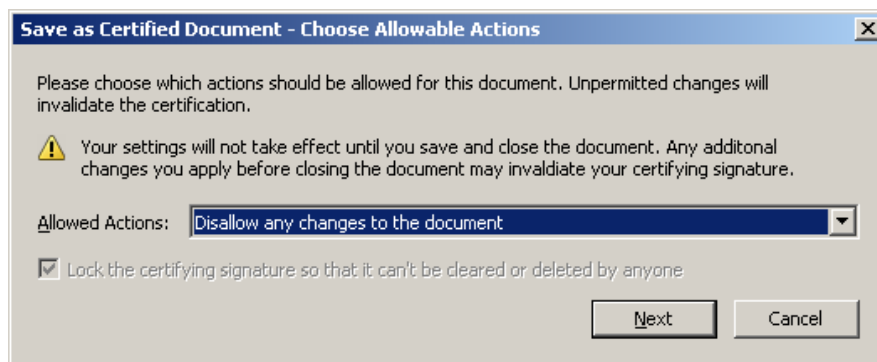 Save as Certified Document - Choose Allowable Actions
Please choose which actions should be allowed for this document. Unpermitted changes will
invalidate the certification.
Your settings will not take effect until you save and close the document. Any additonal
changes you apply before closing the document may invaldiate your certifying signature.
Allowed Actions: Disallow any changes to the document
Lock the certifying signature so that it can't be cleared or deleted by anyone
Next Cancel